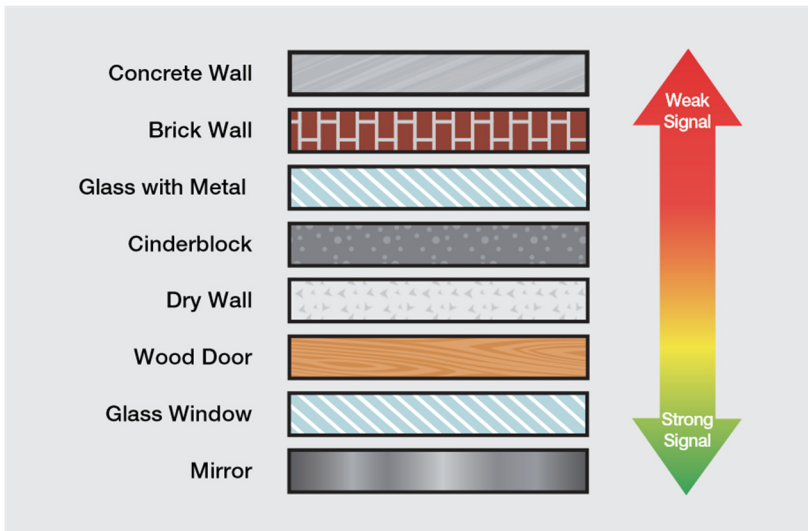 Concrete Wall
Weak
Signal
Brick Wall
Glass with Metal
Cinderblock
Dry Wall
Wood Door
Glass Window
Strong
Signal
Mirror